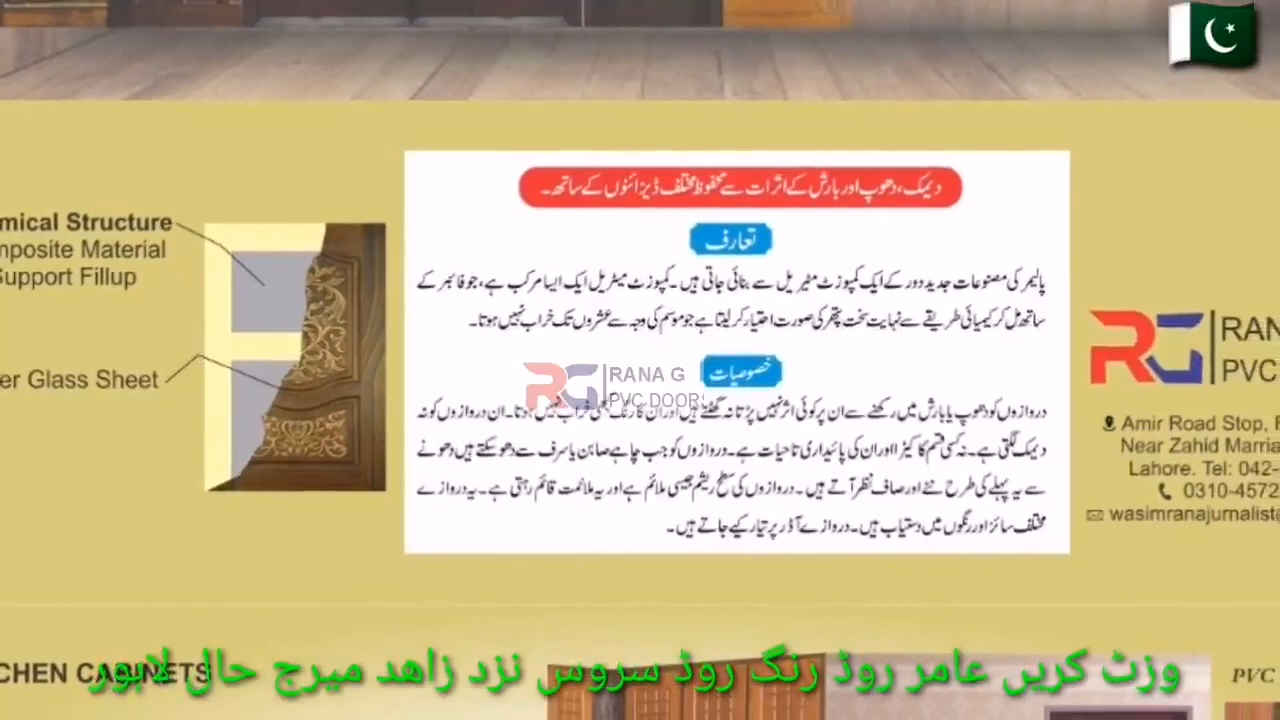 mical Structure
mposite Material
Support Fillup
er Glass Sheet
دیمک، دھوپ اور بارش کے اثرات سے محفوظ مختلف ڈیزائنوں کے ساتھ۔
تعارف
پالیمر کی مصنوعات جدید دور کے ایک کمپوزٹ مٹیریل سے بنائی جاتی ہیں۔ کمپوزٹ میٹریل ایک ایسا مرکب ہے، جو فائبر کے
ساتھ مل کر کیمیائی طریقے سے نہایت سخت پتھر کی صورت اختیار کر لیتا ہے جو موسم کی وجہ سے عشروں تک خراب نہیں ہوتا۔
خصوصیات
دروازوں کو دھوپ یا بارش میں رکھنے سے ان پر کوئی اثر نہیں پڑتا نہ گھٹتے ہیں اور ان کا رنگ بھی خراب نہیں ہوتا۔ ان دروازوں کو نہ
دیمک لگتی ہے۔ نہ کسی قسم کا کیڑا اور ان کی پائیداری تاحیات ہے۔ دروازوں کو جب چاہے صابن یا سرف سے دھو سکتے ہیں دھونے
سے یہ پہلے کی طرح نئے اور صاف نظر آتے ہیں۔ دروازوں کی سطح ریشم جیسی ملائم ہے اور یہ ملائمت قائم رہتی ہے۔ یہ دروازے
مختلف سائز اور رنگوں میں دستیاب ہیں۔ دروازے آڈر پر تیار کیے جاتے ہیں۔
RG RANA G
PVC DOORS
RG RAN
PVC
Amir Road Stop,
Near Zahid Marria
Lahore. Tel: 042-
0310-4572
wasimranajurnalist
CHEN CABINETS
PVC
وزٹ کریں عامر روڈ رنگ روڈ سروس نزد زاھد میرج حال لاہور